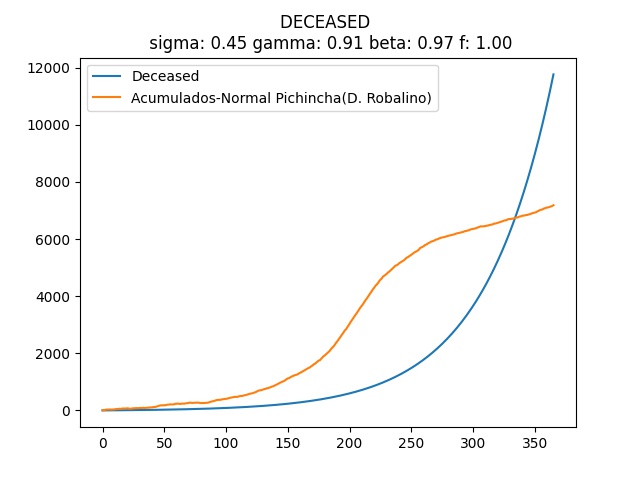 DECEASED
sigma: 0.45 gamma: 0.91 beta: 0.97 f: 1.00
Deceased
Acumulados-Normal Pichincha(D. Robalino)
12000
10000
8000
6000
4000
2000
0
0 50 100 150 200 250 300 350